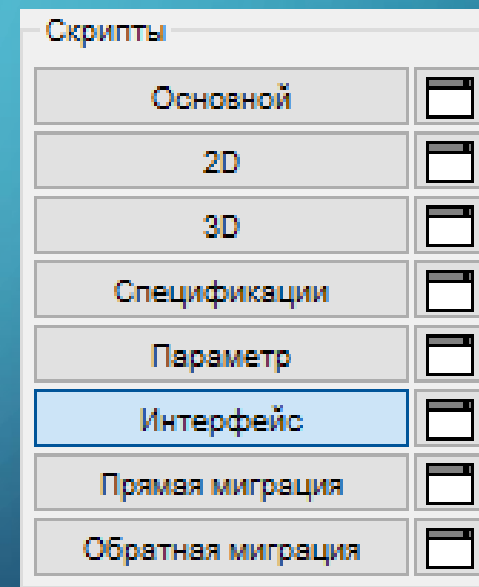 Скрипты
Основной
2D
3D
Спецификации
Параметр
Интерфейс
Прямая миграция
Обратная миграция